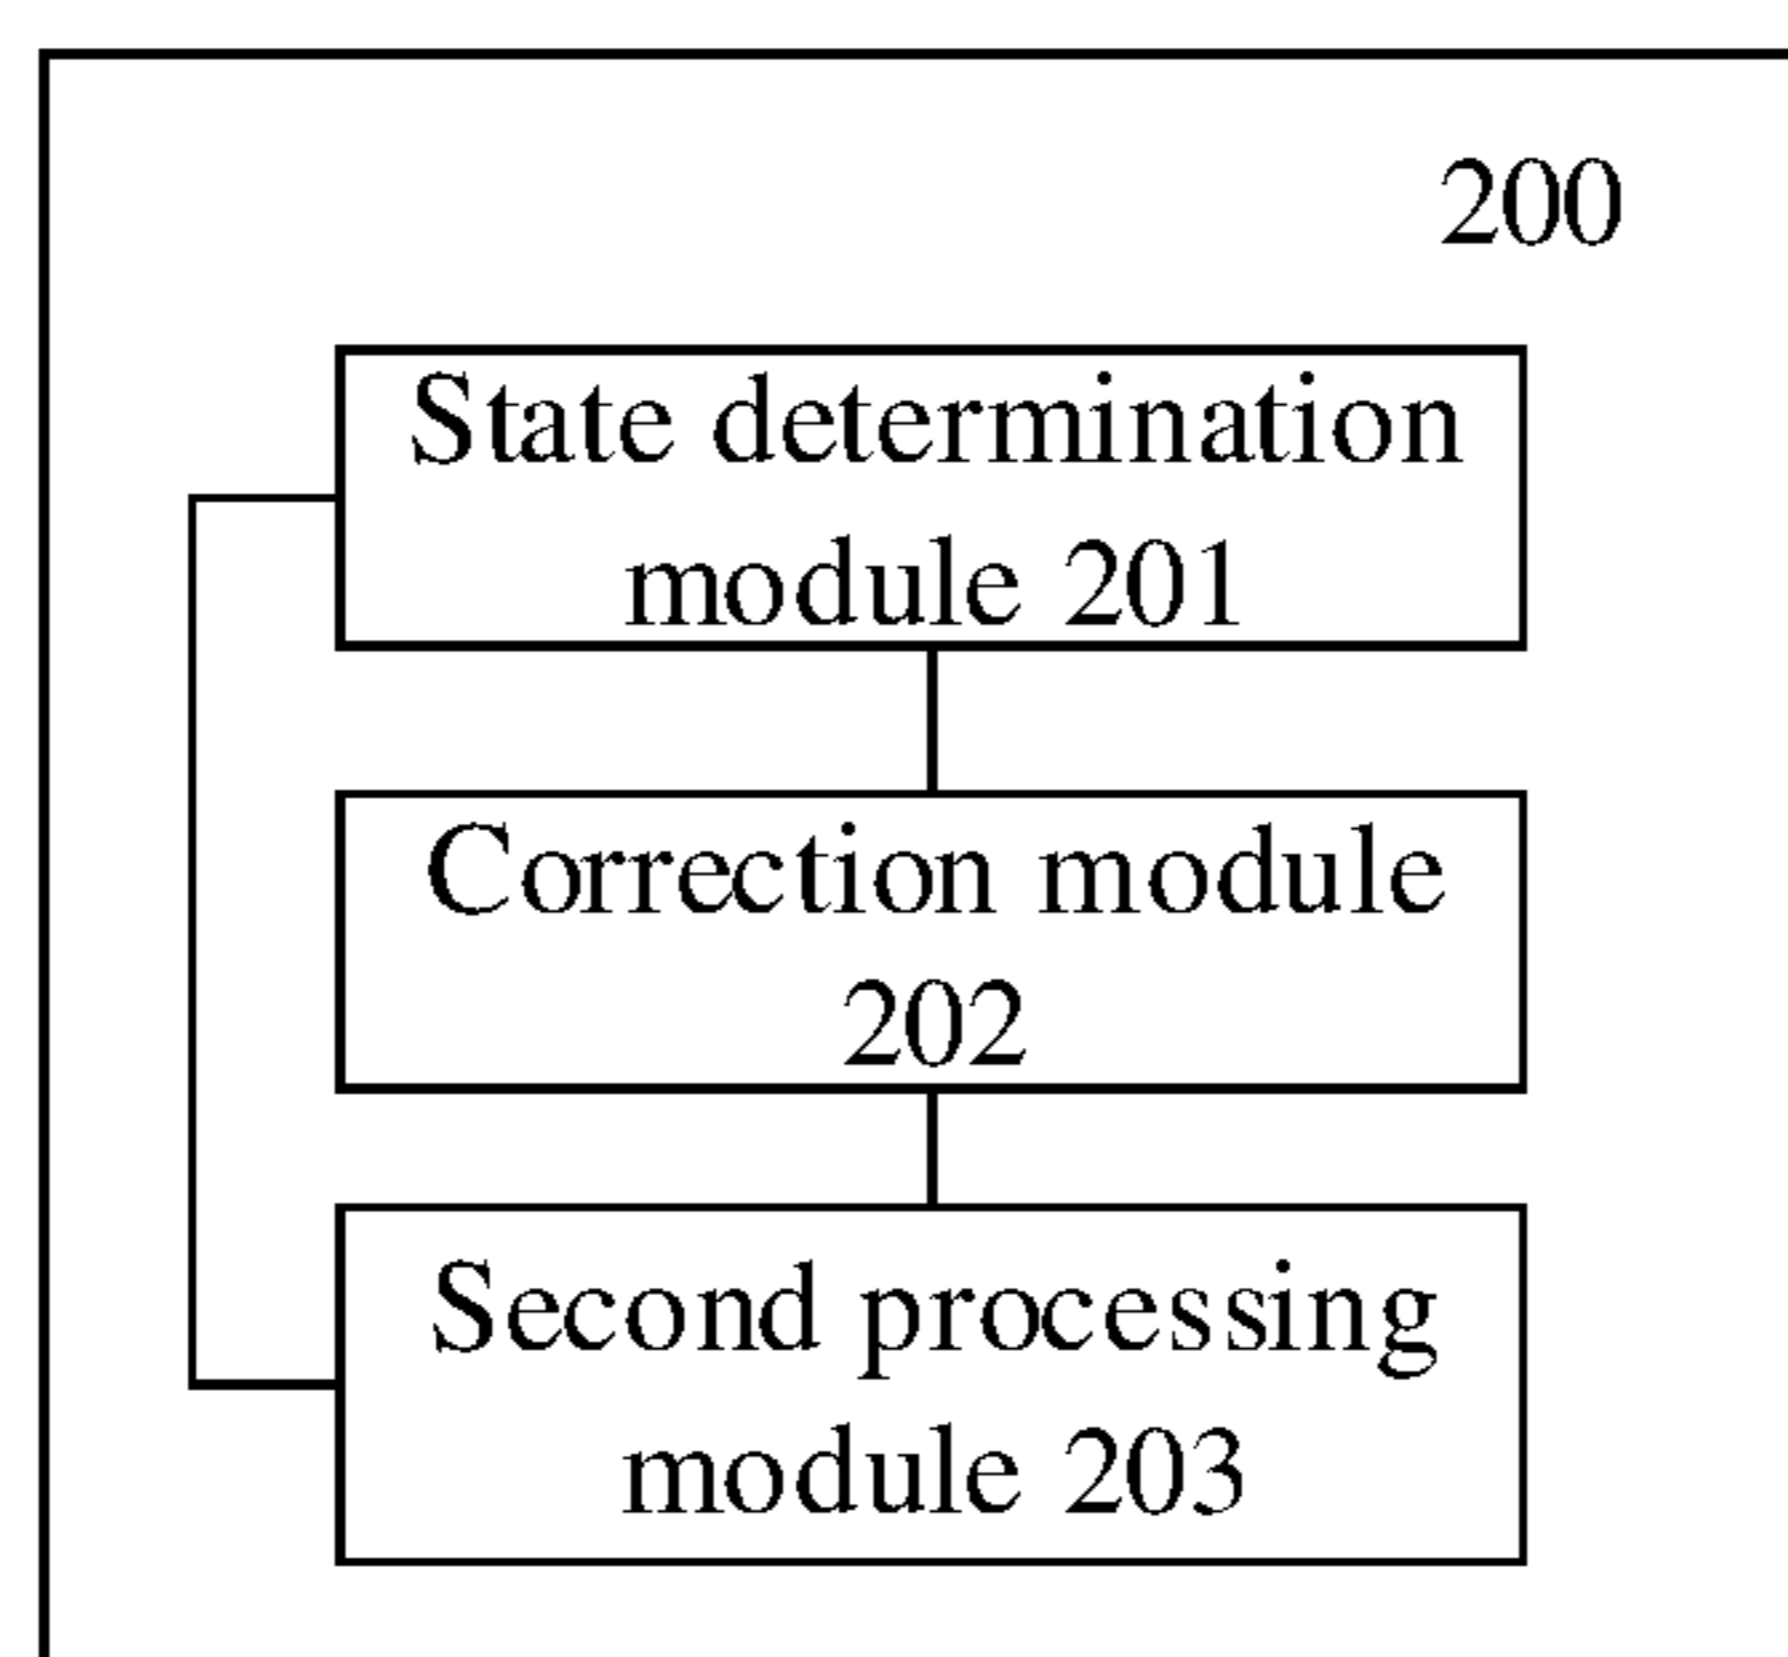 200
State determination
module 201
Correction module
202
Second processing
module 203